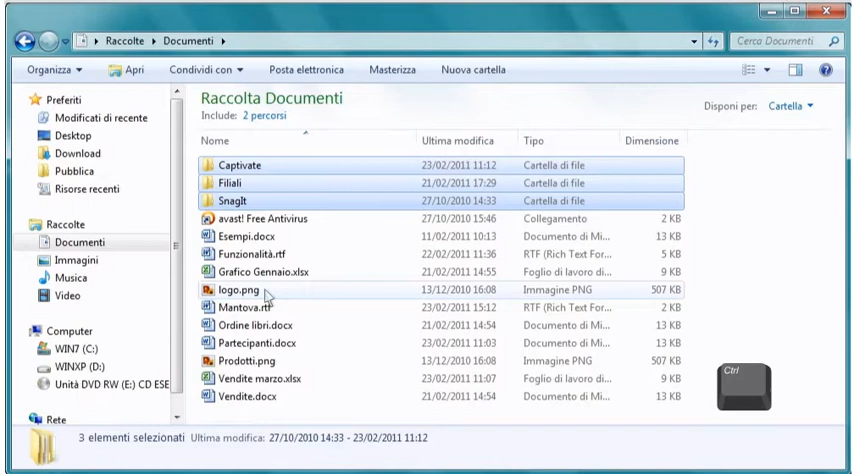 Raccolte Documenti
Cerca Documenti
Organizza Apri Condividi con Posta elettronica Masterizza Nuova cartella
Preferiti
Modificati di recente
Desktop
Download
Pubblica
Risorse recenti
Raccolte
Documenti
Immagini
Musica
Video
Computer
WIN7 (C:)
WINXP (D:)
Unità DVD RW (E:) CD ESE
Rete
Raccolta Documenti
Include: 2 percorsi
Disponi per: Cartella
Nome Ultima modifica Tipo Dimensione
Captivate 23/02/2011 11:12 Cartella di file
Filiali 21/02/2011 17:29 Cartella di file
SnagIt 27/10/2010 14:33 Cartella di file
avast! Free Antivirus 27/10/2010 15:46 Collegamento 2 KB
Esempi.docx 11/02/2011 10:13 Documento di Mi... 13 KB
Funzionalità.rtf 22/02/2011 11:36 RTF (Rich Text For... 5 KB
Grafico Gennaio.xlsx 21/02/2011 14:55 Foglio di lavoro di... 9 KB
logo.png 13/12/2010 16:08 Immagine PNG 507 KB
Mantova.rtf 23/02/2011 15:12 RTF (Rich Text For... 2 KB
Ordine libri.docx 21/02/2011 14:54 Documento di Mi... 13 KB
Partecipanti.docx 23/02/2011 11:03 Documento di Mi... 13 KB
Prodotti.png 13/12/2010 16:08 Immagine PNG 507 KB
Vendite marzo.xlsx 23/02/2011 11:07 Foglio di lavoro di... 9 KB
Vendite.docx 21/02/2011 14:54 Documento di Mi... 13 KB
Ctrl
3 elementi selezionati Ultima modifica: 27/10/2010 14:33 - 23/02/2011 11:12